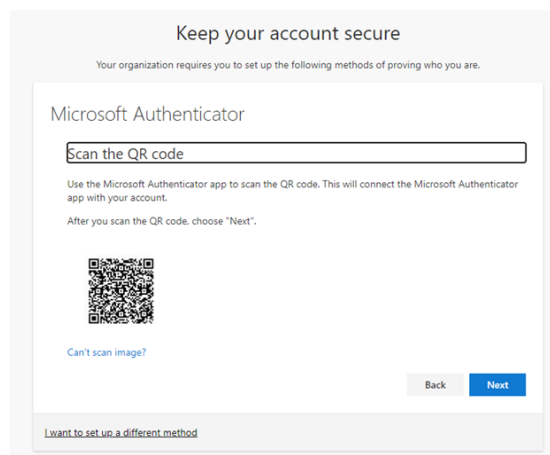 Keep your account secure
Your organization requires you to set up the following methods of proving who you are.
Microsoft Authenticator
Scan the QR code
Use the Microsoft Authenticator app to scan the QR code. This will connect the Microsoft Authenticator
app with your account.
After you scan the QR code, choose "Next".
Can't scan image?
Back Next
I want to set up a different method